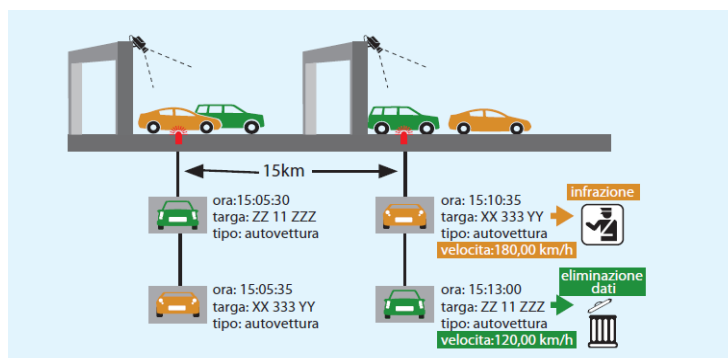 15km
ora:15:05:30
targa: ZZ 11 ZZZ
tipo: autovettura
ora: 15:05:35
targa: XX 333 YY
tipo: autovettura
ora: 15:10:35
targa: XX 333 YY
tipo: autovettura
velocita:180,00 km/h
infrazione
ora: 15:13:00
targa: ZZ 11 ZZZ
tipo: autovettura
velocita:120,00 km/h
eliminazione
dati